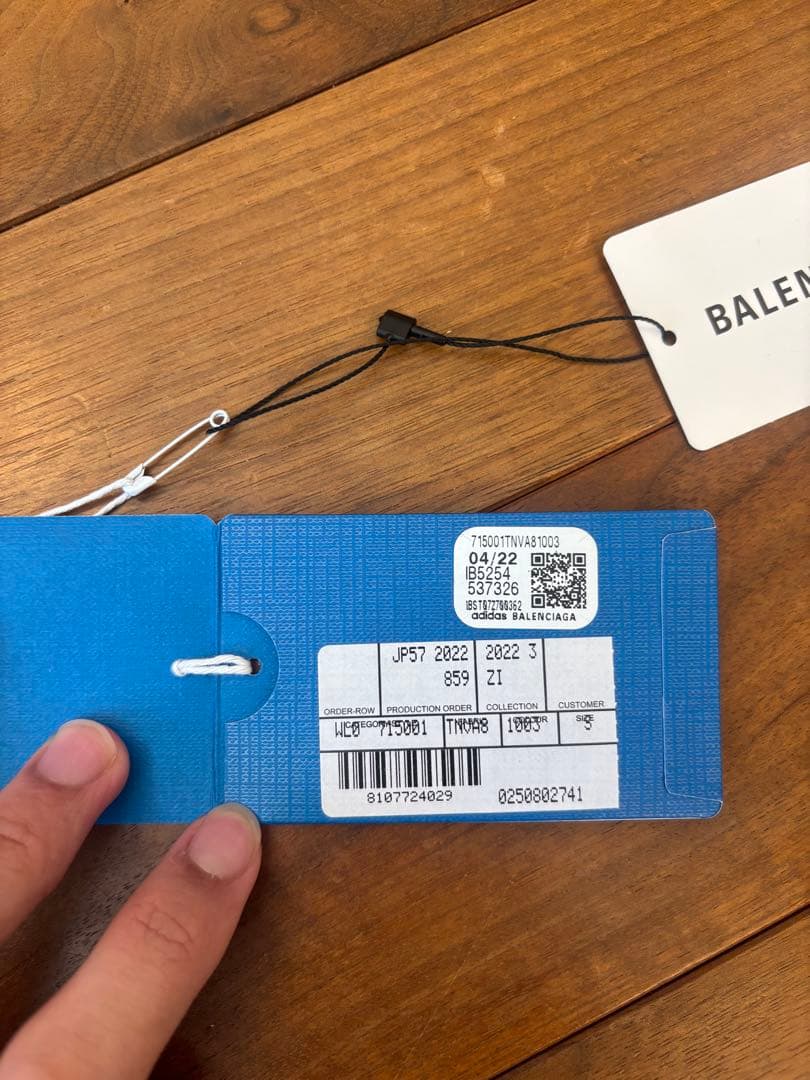 BALEN
715001TNVA81003
04/22
IB5254
537326
adidas BALENCIAGA
JP57 2022 2022 3
859 ZI
ORDER-ROW PRODUCTION ORDER COLLECTION CUSTOMER
WL0 715001 TNVA8 1003 S
SIZE
8107724029 0250802741